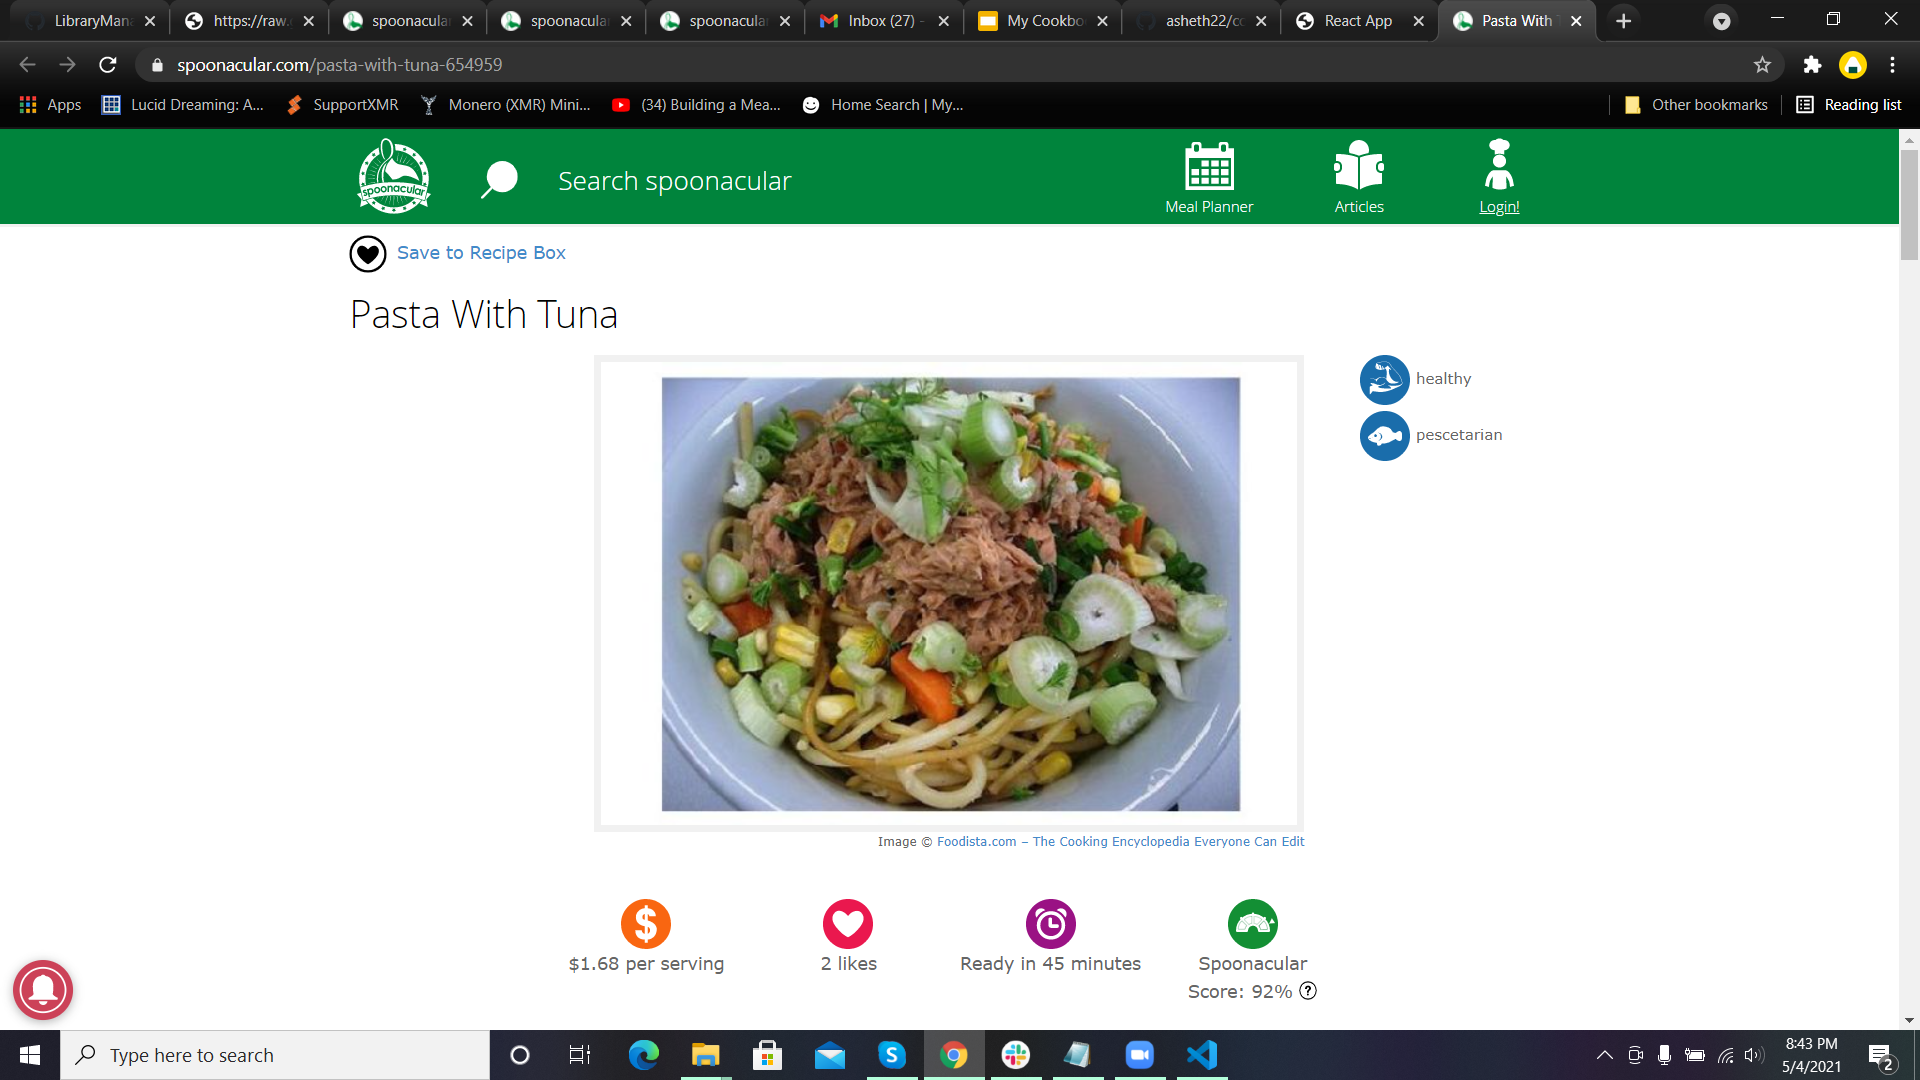 LibraryMan
https://raw.
spoonacular
spoonacular
spoonacular
Inbox (27) -
My Cookbo
asheth22/co
React App
Pasta With T
spoonacular.com/pasta-with-tuna-654959
Apps
Lucid Dreaming: A...
SupportXMR
Monero (XMR) Mini...
(34) Building a Mea...
Home Search | My...
Other bookmarks
Reading list
spoonacular
Search spoonacular
Meal Planner
Articles
Login!
Save to Recipe Box
Pasta With Tuna
healthy
pescetarian
Image © Foodista.com – The Cooking Encyclopedia Everyone Can Edit
$1.68 per serving
2 likes
Ready in 45 minutes
Spoonacular
Score: 92%
Type here to search
8:43 PM
5/4/2021
2